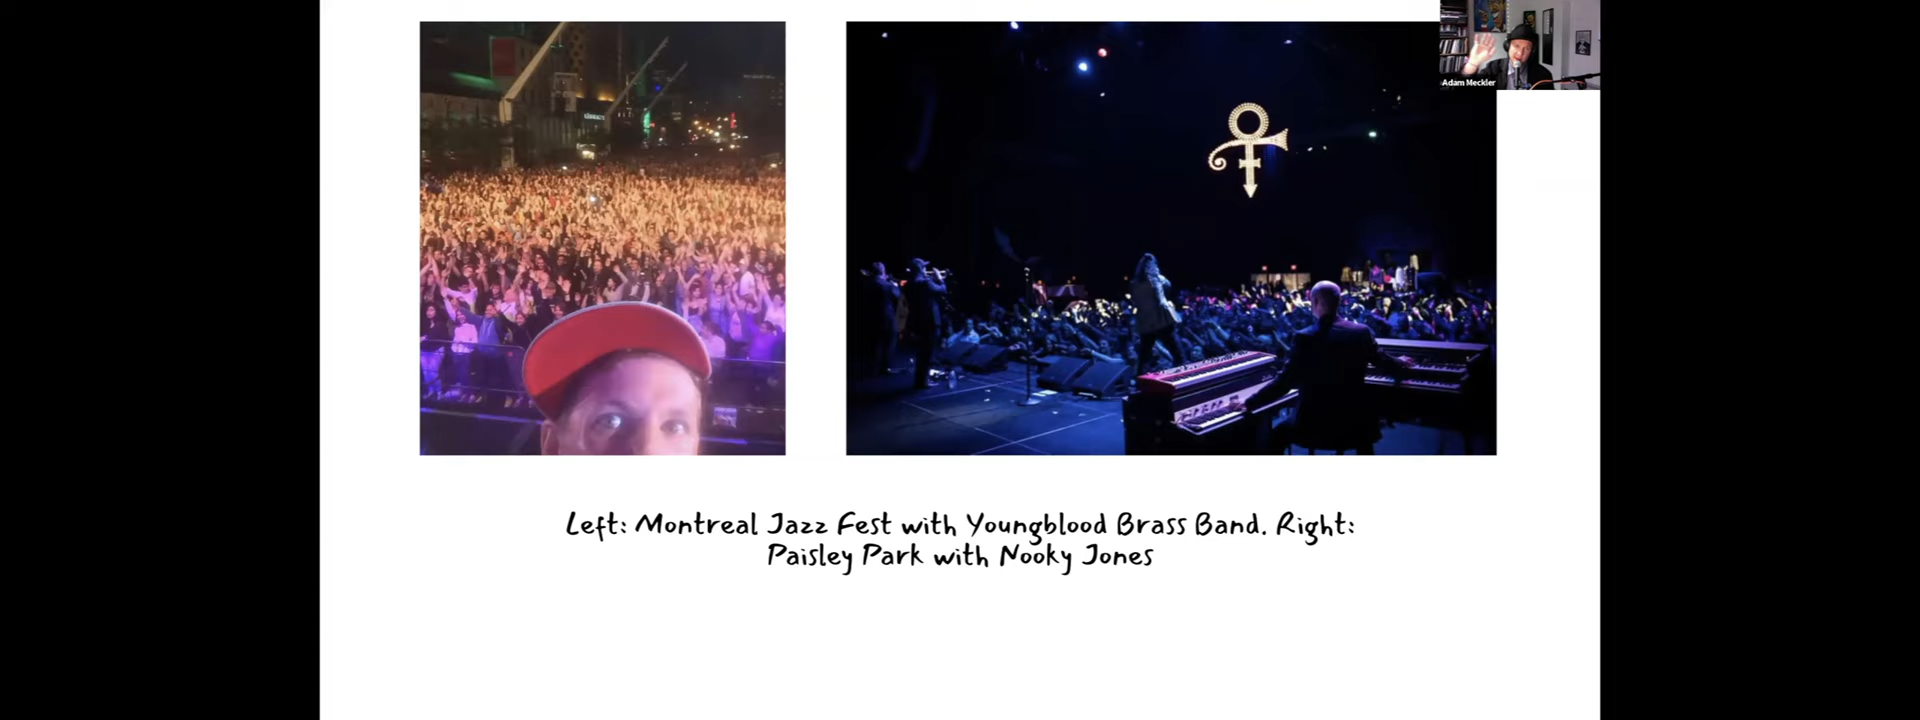 Adam Meckler
Left: Montreal Jazz Fest with Youngblood Brass Band. Right:
Paisley Park with Nooky Jones